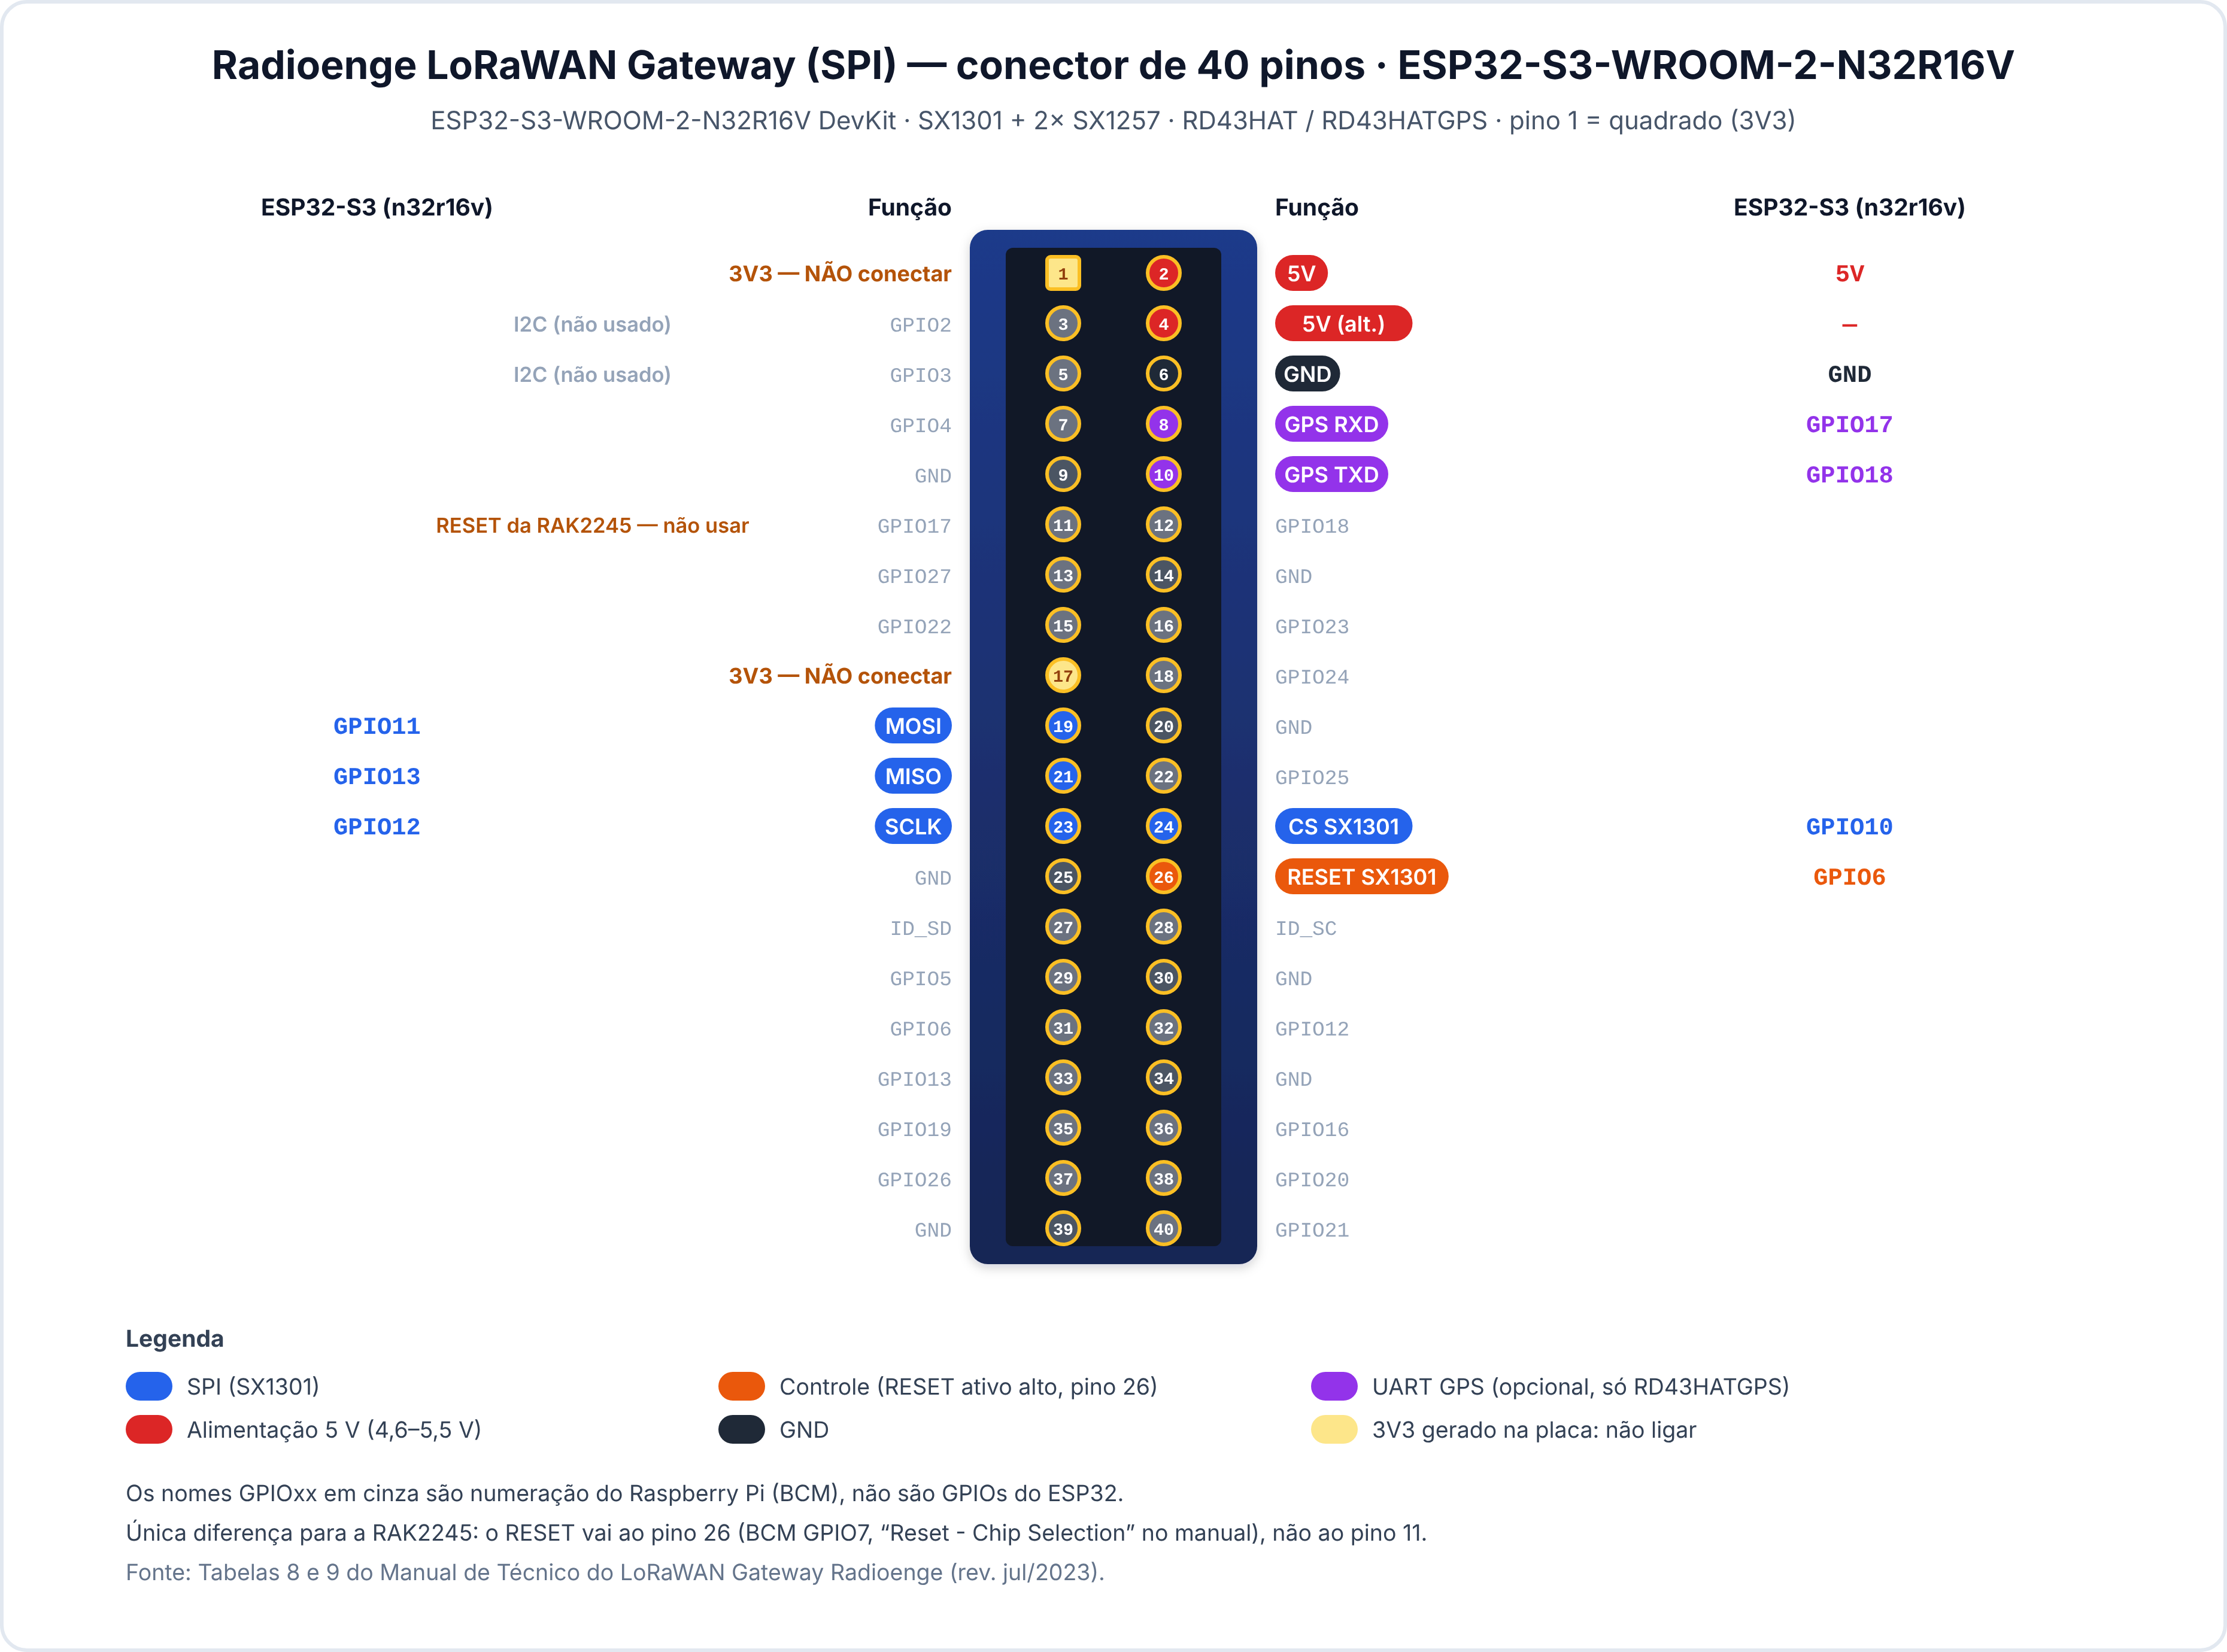 Radioenge LoRaWAN Gateway (SPI) — conector de 40 pinos · ESP32-S3-WROOM-2-N32R16V
ESP32-S3-WROOM-2-N32R16V DevKit · SX1301 + 2× SX1257 · RD43HAT / RD43HATGPS · pino 1 = quadrado (3V3)
ESP32-S3 (n32r16v) Função Função ESP32-S3 (n32r16v)
3V3 — NÃO conectar 1 2 5V 5V
I2C (não usado) GPIO2 3 4 5V (alt.) —
I2C (não usado) GPIO3 5 6 GND GND
GPIO4 7 8 GPS RXD GPIO17
GND 9 10 GPS TXD GPIO18
RESET da RAK2245 — não usar GPIO17 11 12 GPIO18
GPIO27 13 14 GND
GPIO22 15 16 GPIO23
3V3 — NÃO conectar 17 18 GPIO24
GPIO11 MOSI 19 20 GND
GPIO13 MISO 21 22 GPIO25
GPIO12 SCLK 23 24 CS SX1301 GPIO10
GND 25 26 RESET SX1301 GPIO6
ID_SD 27 28 ID_SC
GPIO5 29 30 GND
GPIO6 31 32 GPIO12
GPIO13 33 34 GND
GPIO19 35 36 GPIO16
GPIO26 37 38 GPIO20
GND 39 40 GPIO21
Legenda
SPI (SX1301) Controle (RESET ativo alto, pino 26) UART GPS (opcional, só RD43HATGPS)
Alimentação 5 V (4,6–5,5 V) GND 3V3 gerado na placa: não ligar
Os nomes GPIOxx em cinza são numeração do Raspberry Pi (BCM), não são GPIOs do ESP32.
Única diferença para a RAK2245: o RESET vai ao pino 26 (BCM GPIO7, “Reset - Chip Selection” no manual), não ao pino 11.
Fonte: Tabelas 8 e 9 do Manual de Técnico do LoRaWAN Gateway Radioenge (rev. jul/2023).